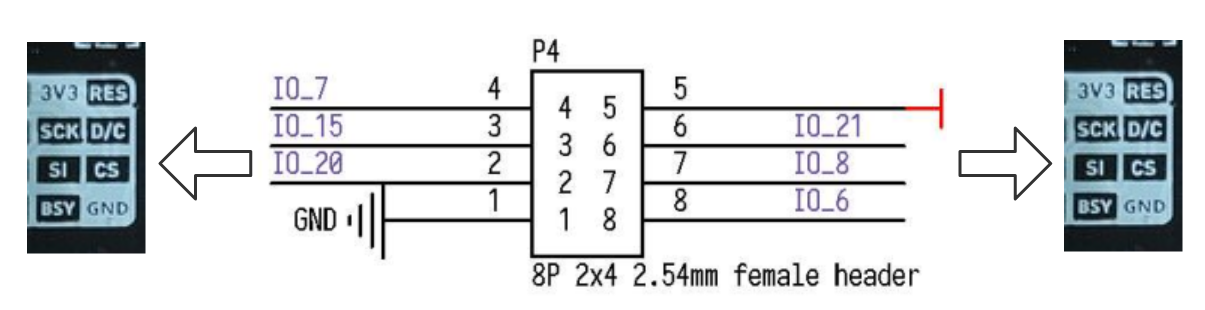 P4
3V3 RES
SCK D/C
SI CS
BSY GND
IO_7 4 4 5 5
IO_15 3 3 6 6 IO_21
IO_20 2 2 7 7 IO_8
GND 1 1 8 8 IO_6
8P 2x4 2.54mm female header
3V3 RES
SCK D/C
SI CS
BSY GND